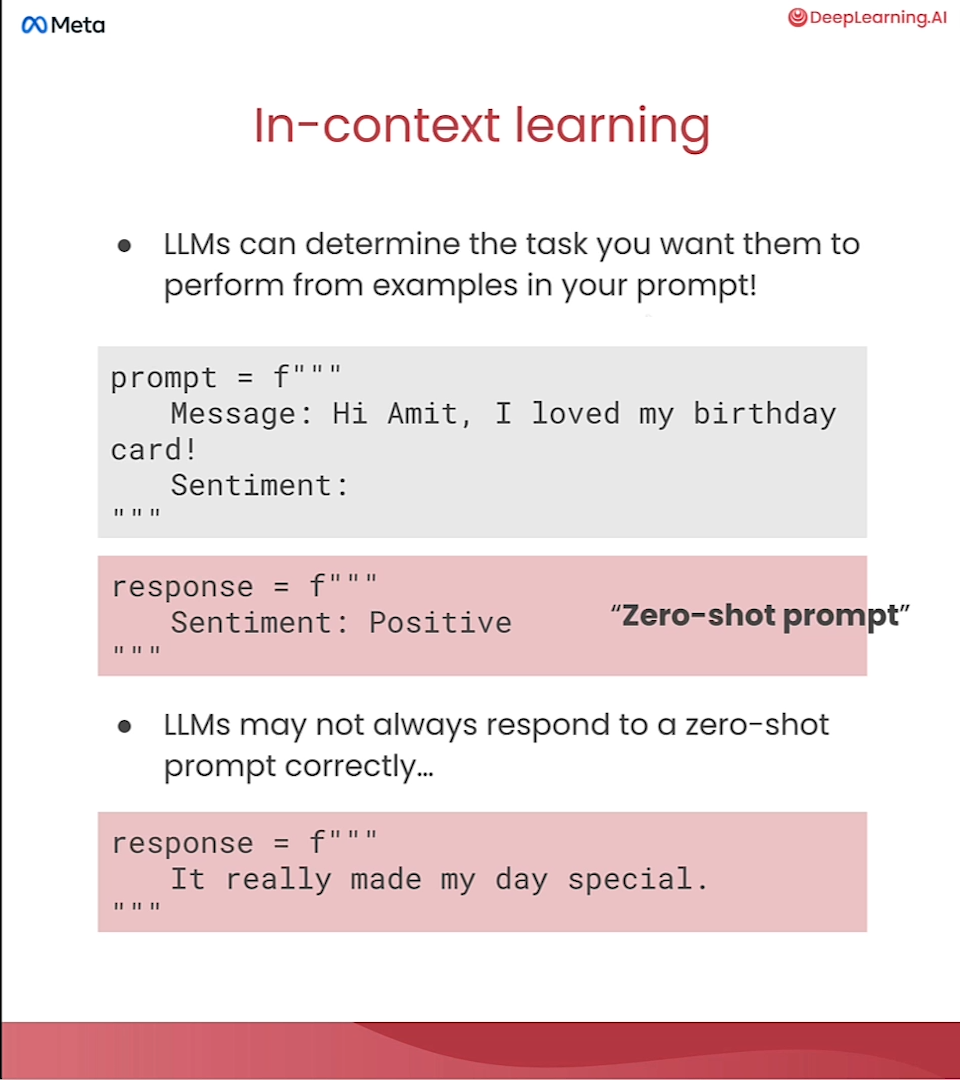 Meta
DeepLearning.AI
In-context learning
● LLMs can determine the task you want them to
perform from examples in your prompt!
prompt = f"""
Message: Hi Amit, I loved my birthday
card!
Sentiment:
"""
response = f"""
Sentiment: Positive
"""
“Zero-shot prompt”
● LLMs may not always respond to a zero-shot
prompt correctly…
response = f"""
It really made my day special.
"""